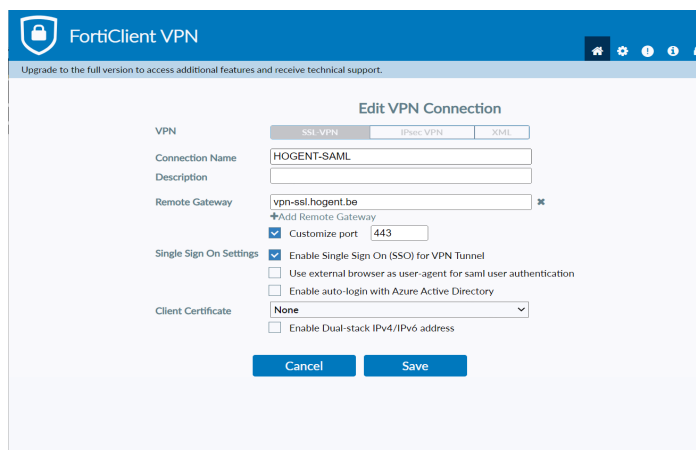 FortiClient VPN
Upgrade to the full version to access additional features and receive technical support.
Edit VPN Connection
VPN SSL-VPN IPsec VPN XML
Connection Name HOGENT-SAML
Description
Remote Gateway vpn-ssl.hogent.be ✖
+Add Remote Gateway
Customize port 443
Single Sign On Settings Enable Single Sign On (SSO) for VPN Tunnel
Use external browser as user-agent for saml user authentication
Enable auto-login with Azure Active Directory
Client Certificate None
Enable Dual-stack IPv4/IPv6 address
Cancel Save